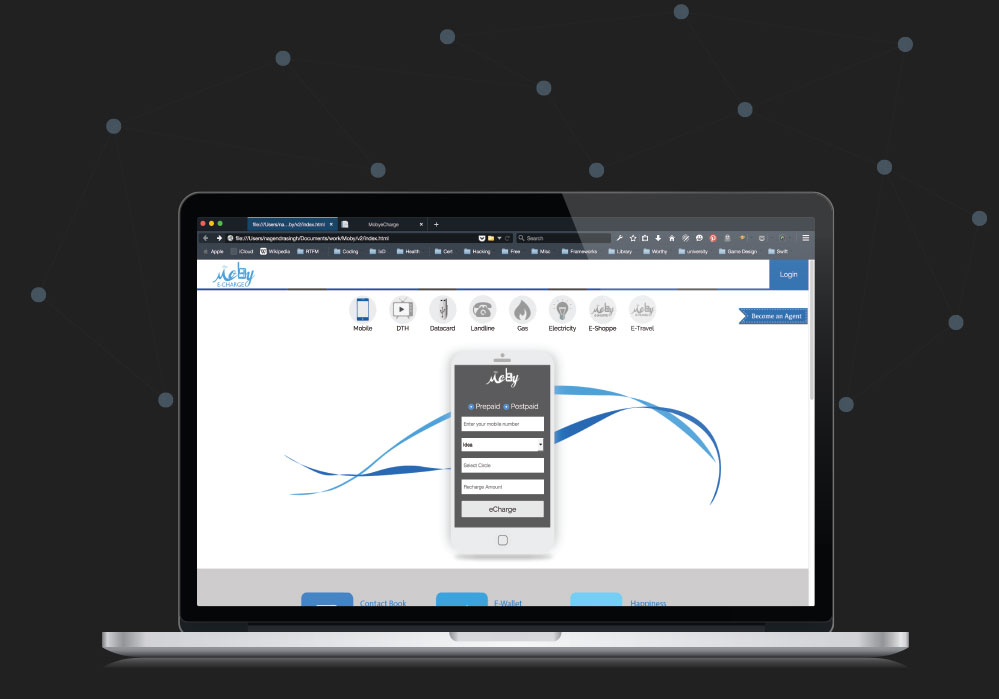 file:///Users/na...by/v2/index.html × MobyeCharge × +
file:///Users/nagendrasingh/Documents/work/Moby/v2/index.html Search
Apple iCloud Wikipedia RTFM Coding IsD Health Cert Hacking Free Misc Frameworks Library Worthy university Game Design Swift
Moby
E-CHARGE
Login
Mobile DTH Datacard Landline Gas Electricity E-Shoppe E-Travel
Become an Agent
Moby
Prepaid Postpaid
Enter your mobile number
Idea
Select Circle
Recharge Amount
eCharge
Contact Book E-Wallet Happiness